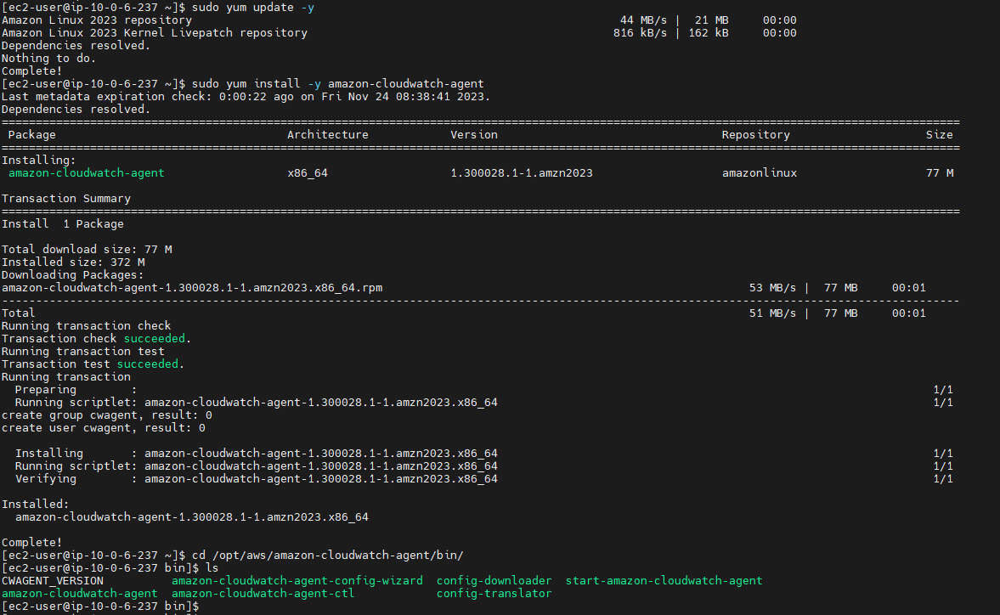 [ec2-user@ip-10-0-6-237 ~]$ sudo yum update -y
Amazon Linux 2023 repository 44 MB/s | 21 MB 00:00
Amazon Linux 2023 Kernel Livepatch repository 816 kB/s | 162 kB 00:00
Dependencies resolved.
Nothing to do.
Complete!
[ec2-user@ip-10-0-6-237 ~]$ sudo yum install -y amazon-cloudwatch-agent
Last metadata expiration check: 0:00:22 ago on Fri Nov 24 08:38:41 2023.
Dependencies resolved.
Package Architecture Version Repository Size
Installing:
amazon-cloudwatch-agent x86_64 1.300028.1-1.amzn2023 amazonlinux 77 M
Transaction Summary
Install 1 Package
Total download size: 77 M
Installed size: 372 M
Downloading Packages:
amazon-cloudwatch-agent-1.300028.1-1.amzn2023.x86_64.rpm 53 MB/s | 77 MB 00:01
Total 51 MB/s | 77 MB 00:01
Running transaction check
Transaction check succeeded.
Running transaction test
Transaction test succeeded.
Running transaction
Preparing : 1/1
Running scriptlet: amazon-cloudwatch-agent-1.300028.1-1.amzn2023.x86_64 1/1
create group cwagent, result: 0
create user cwagent, result: 0
Installing : amazon-cloudwatch-agent-1.300028.1-1.amzn2023.x86_64 1/1
Running scriptlet: amazon-cloudwatch-agent-1.300028.1-1.amzn2023.x86_64 1/1
Verifying : amazon-cloudwatch-agent-1.300028.1-1.amzn2023.x86_64 1/1
Installed:
amazon-cloudwatch-agent-1.300028.1-1.amzn2023.x86_64
Complete!
[ec2-user@ip-10-0-6-237 ~]$ cd /opt/aws/amazon-cloudwatch-agent/bin/
[ec2-user@ip-10-0-6-237 bin]$ ls
CWAGENT_VERSION amazon-cloudwatch-agent-config-wizard config-downloader start-amazon-cloudwatch-agent
amazon-cloudwatch-agent amazon-cloudwatch-agent-ctl config-translator
[ec2-user@ip-10-0-6-237 bin]$